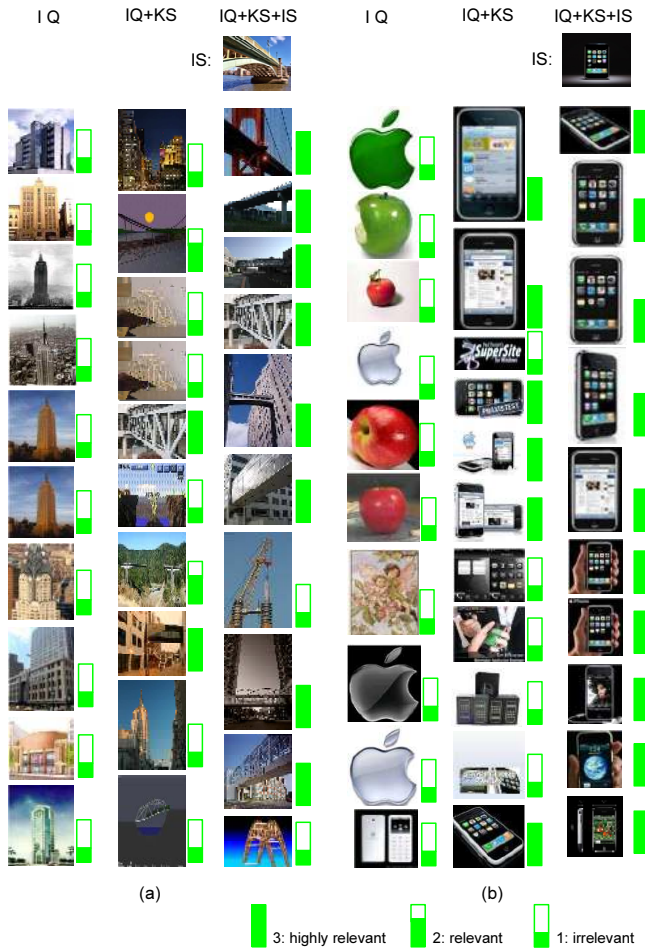 I Q IQ+KS IQ+KS+IS I Q IQ+KS IQ+KS+IS
IS: IS:
SuperSite
for Windows
PRAXISTEST
(a) (b)
3: highly relevant 2: relevant 1: irrelevant